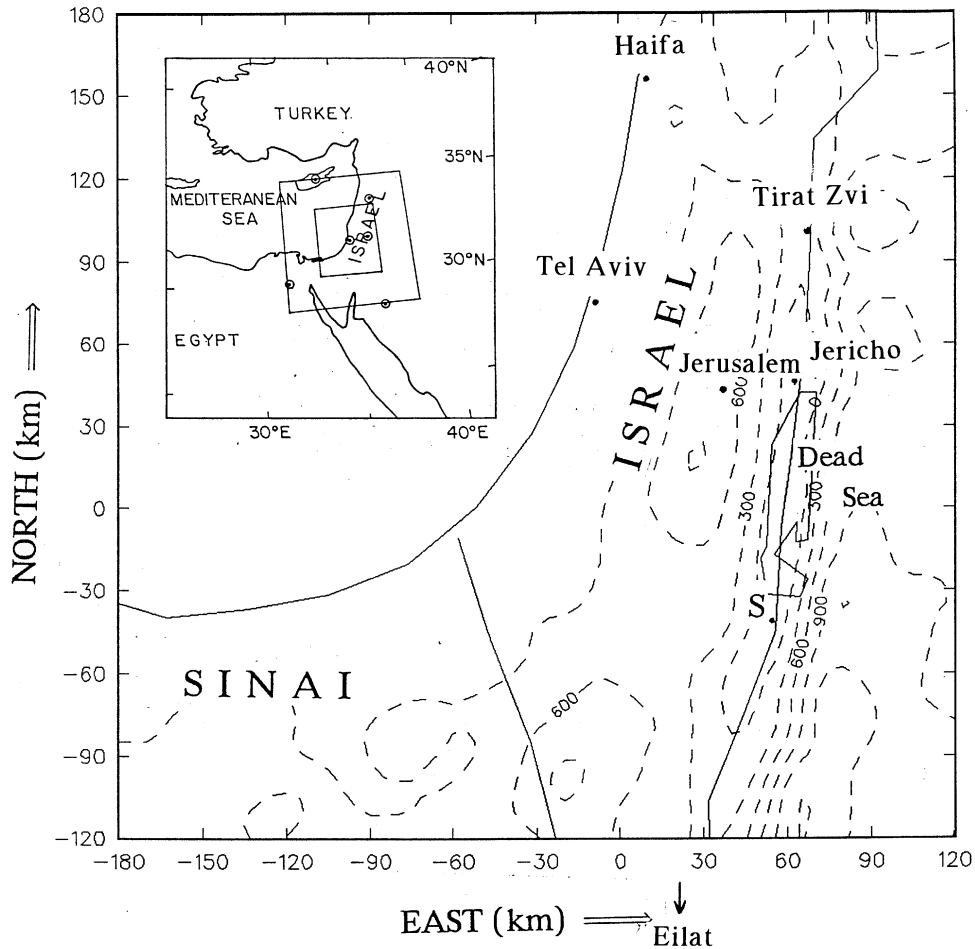 180
150
120
90
60
30
0
−30
−60
−90
−120
NORTH (km)
−180
−150
−120
−90
−60
−30
0
30
60
90
120
EAST (km)
Eilat
40°N
35°N
30°N
30°E
40°E
TURKEY.
MEDITERANEAN
SEA
ISRAEL
EGYPT
Haifa
Tirat Zvi
Tel Aviv
ISRAEL
Jerusalem
Jericho
600
0
Dead
Sea
300
300
S
900
600
SINAI
600